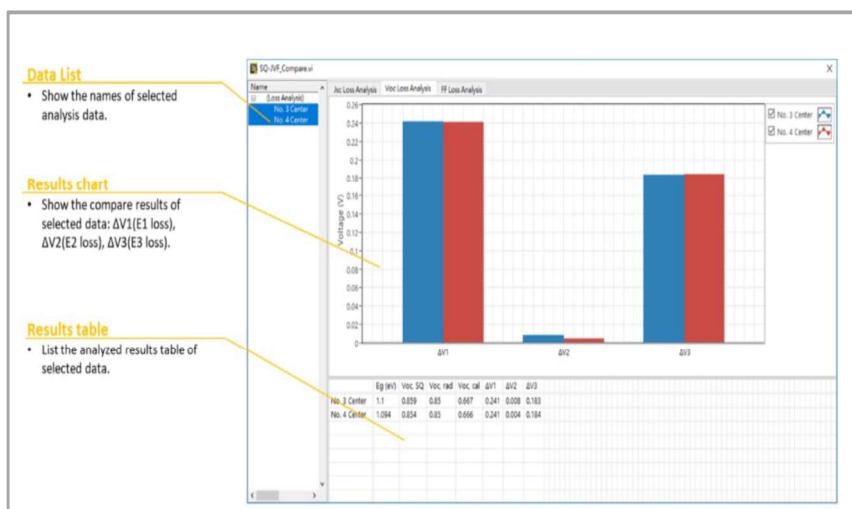 Data List
• Show the names of selected
analysis data.
Results chart
• Show the compare results of
selected data: ΔV1(E1 loss),
ΔV2(E2 loss), ΔV3(E3 loss).
Results table
• List the analyzed results table of
selected data.
SQ-JVF_Compare.vi
X
Name
(Loss Analysis)
No. 3 Center
No. 4 Center
Jsc Loss Analysis Voc Loss Analysis FF Loss Analysis
Voltage (V)
0.26
0.24
0.22
0.2
0.18
0.16
0.14
0.12
0.1
0.08
0.06
0.04
0.02
0
ΔV1 ΔV2 ΔV3
No. 3 Center
No. 4 Center
Eg (eV) Voc, SQ Voc, rad Voc, cal ΔV1 ΔV2 ΔV3
No. 3 Center 1.1 0.859 0.85 0.667 0.241 0.008 0.183
No. 4 Center 1.094 0.854 0.85 0.666 0.241 0.004 0.184